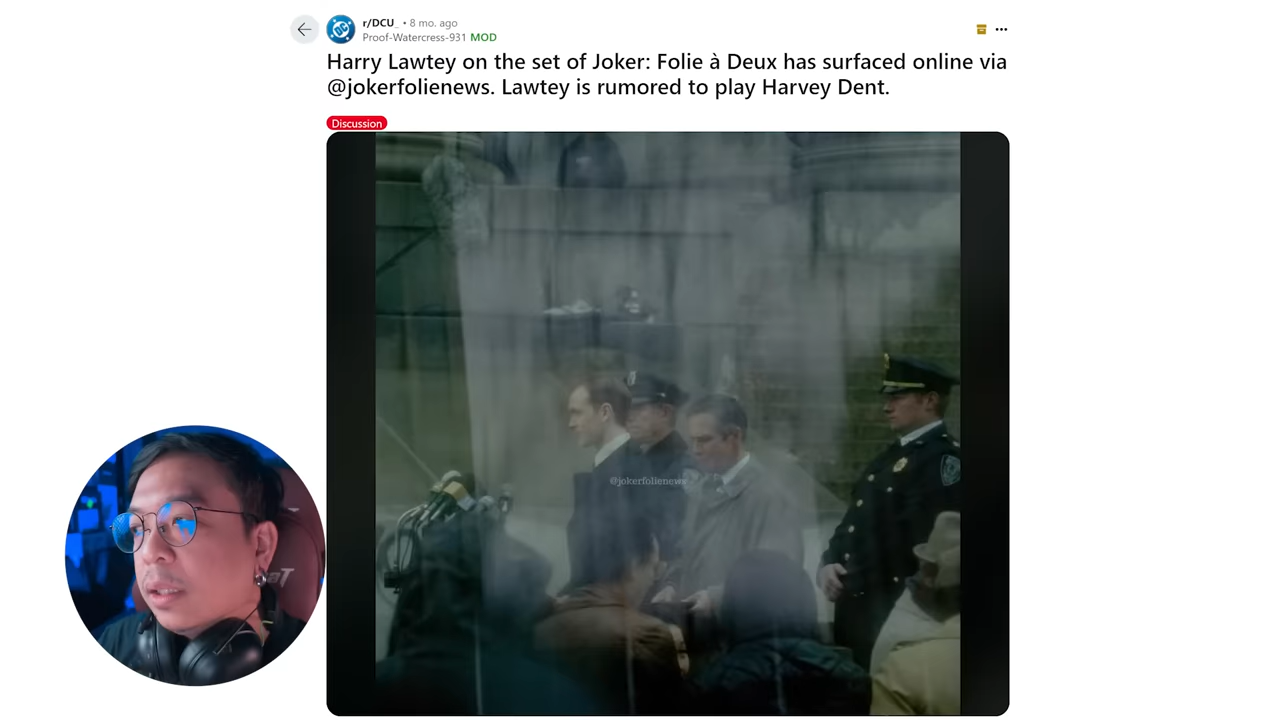 r/DCU_ • 8 mo. ago
Proof-Watercress-931 MOD
Harry Lawtey on the set of Joker: Folie à Deux has surfaced online via
@jokerfolienews. Lawtey is rumored to play Harvey Dent.
Discussion
@jokerfolienews